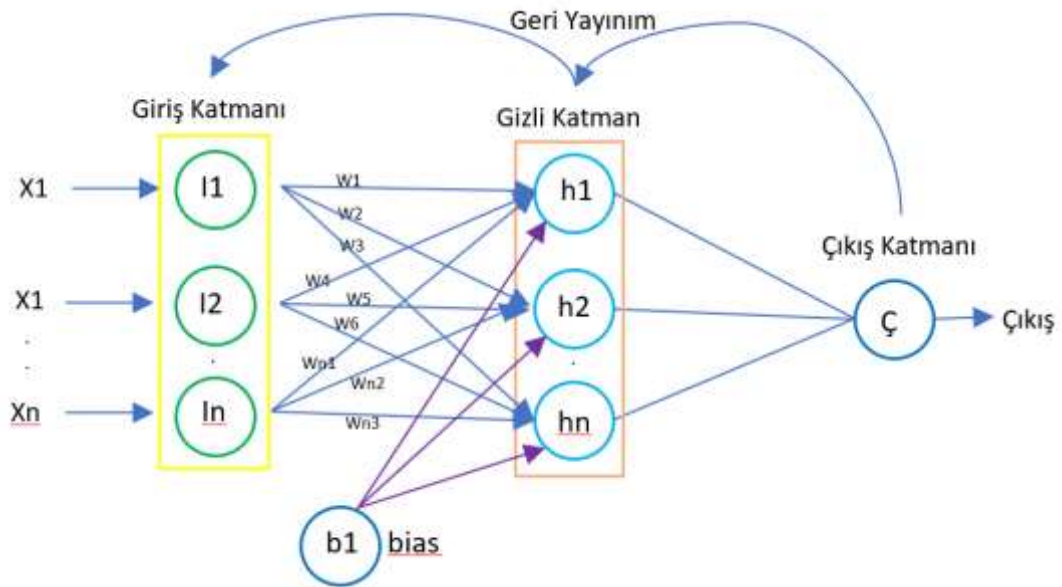 Geri Yayınım
Giriş Katmanı
Gizli Katman
X1
I1
W1
h1
W2
W3
Çıkış Katmanı
X1
I2
W4
W5
W6
h2
Ç
Çıkış
.
.
.
.
Xn
In
Wn1
Wn2
Wn3
hn
b1
bias